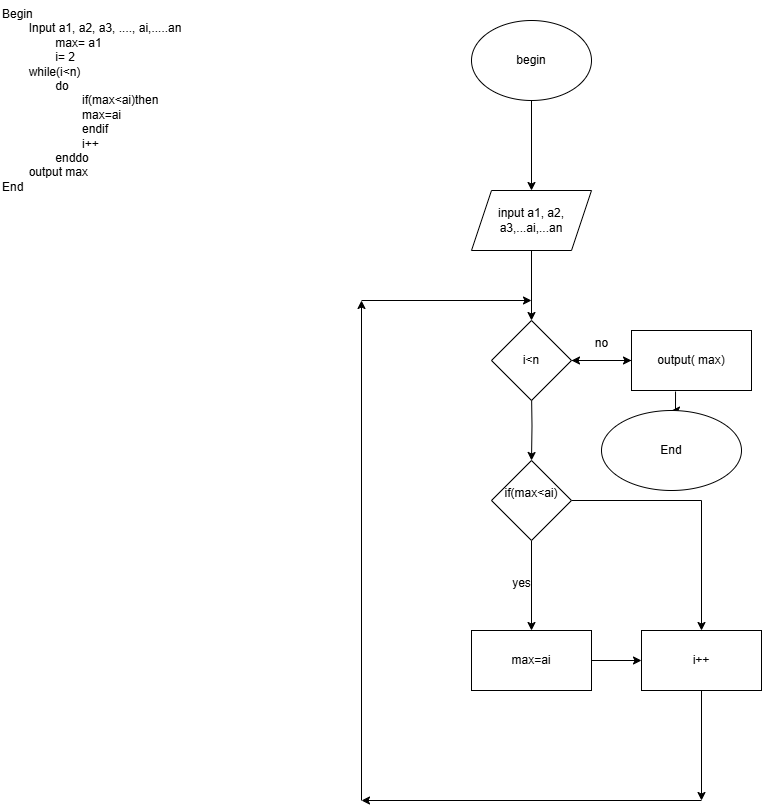 Begin
Input a1, a2, a3, ...., ai,.....an
max= a1
i= 2
while(i<n)
do
if(max<ai)then
max=ai
endif
i++
enddo
output max
End
begin
input a1, a2,
a3,...ai,...an
i<n
no
output( max)
End
if(max<ai)
yes
max=ai
i++